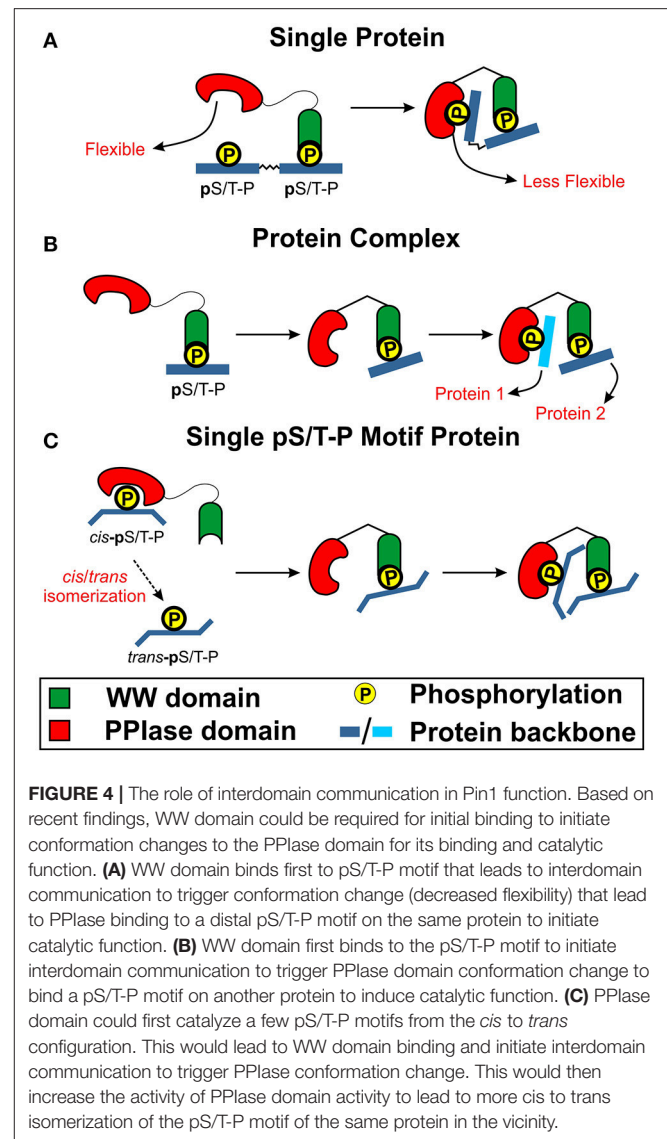 A
Single Protein
Flexible
P
P
pS/T-P
pS/T-P
P
P
Less Flexible
B
Protein Complex
P
pS/T-P
P
P
P
Protein 1
Protein 2
C
Single pS/T-P Motif Protein
P
cis-pS/T-P
cis/trans
isomerization
P
trans-pS/T-P
P
P
P
WW domain
P
Phosphorylation
PPIase domain
/
Protein backbone
FIGURE 4 | The role of interdomain communication in Pin1 function. Based on
recent findings, WW domain could be required for initial binding to initiate
conformation changes to the PPIase domain for its binding and catalytic
function. (A) WW domain binds first to pS/T-P motif that leads to interdomain
communication to trigger conformation change (decreased flexibility) that lead
to PPIase binding to a distal pS/T-P motif on the same protein to initiate
catalytic function. (B) WW domain first binds to the pS/T-P motif to initiate
interdomain communication to trigger PPIase domain conformation change to
bind a pS/T-P motif on another protein to induce catalytic function. (C) PPIase
domain could first catalyze a few pS/T-P motifs from the cis to trans
configuration. This would lead to WW domain binding and initiate interdomain
communication to trigger PPIase conformation change. This would then
increase the activity of PPIase domain activity to lead to more cis to trans
isomerization of the pS/T-P motif of the same protein in the vicinity.